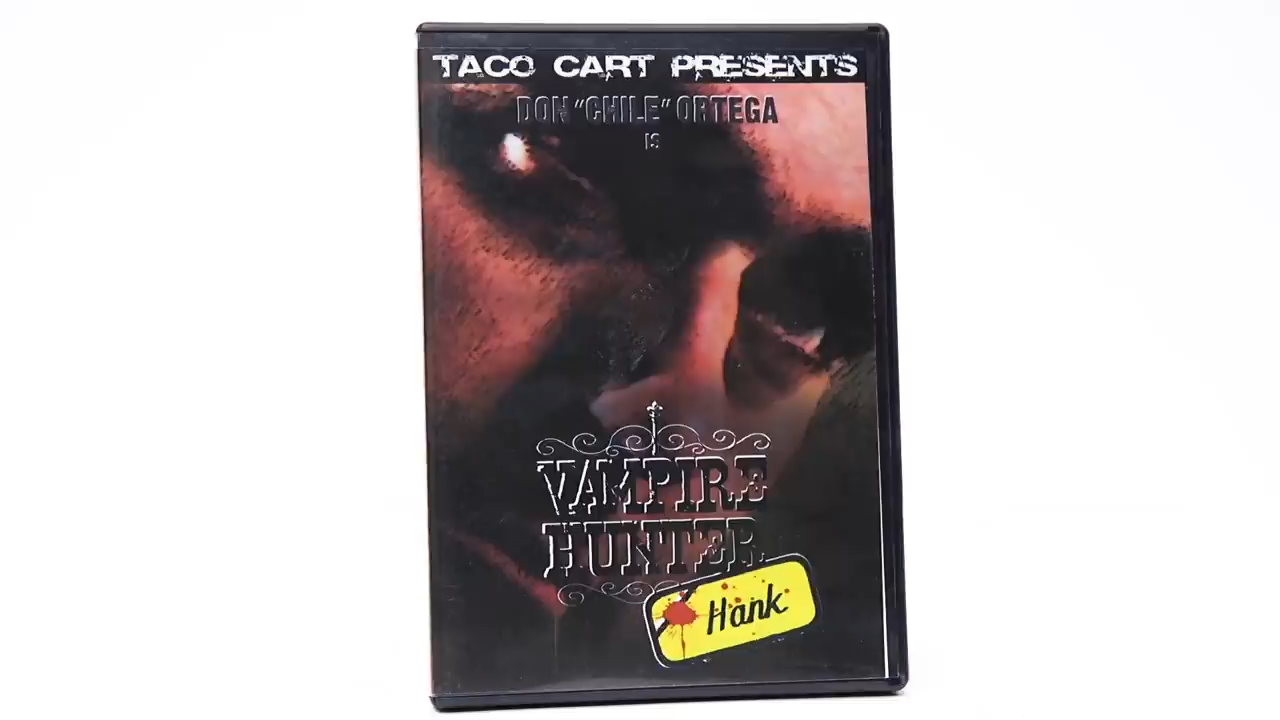 TACO CART PRESENTS
DON "CHILE" ORTEGA
IS
VAMPIRE
HUNTER
Hank